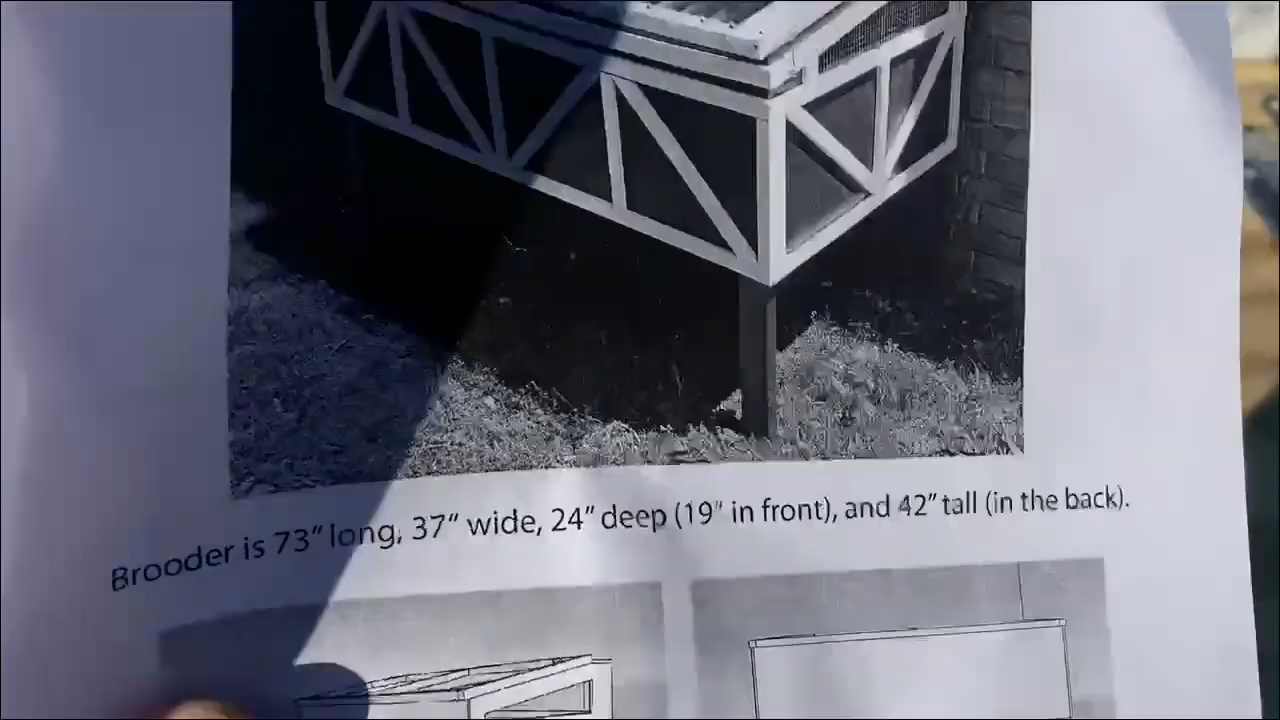 Brooder is 73" long, 37" wide, 24" deep (19" in front), and 42" tall (in the back).